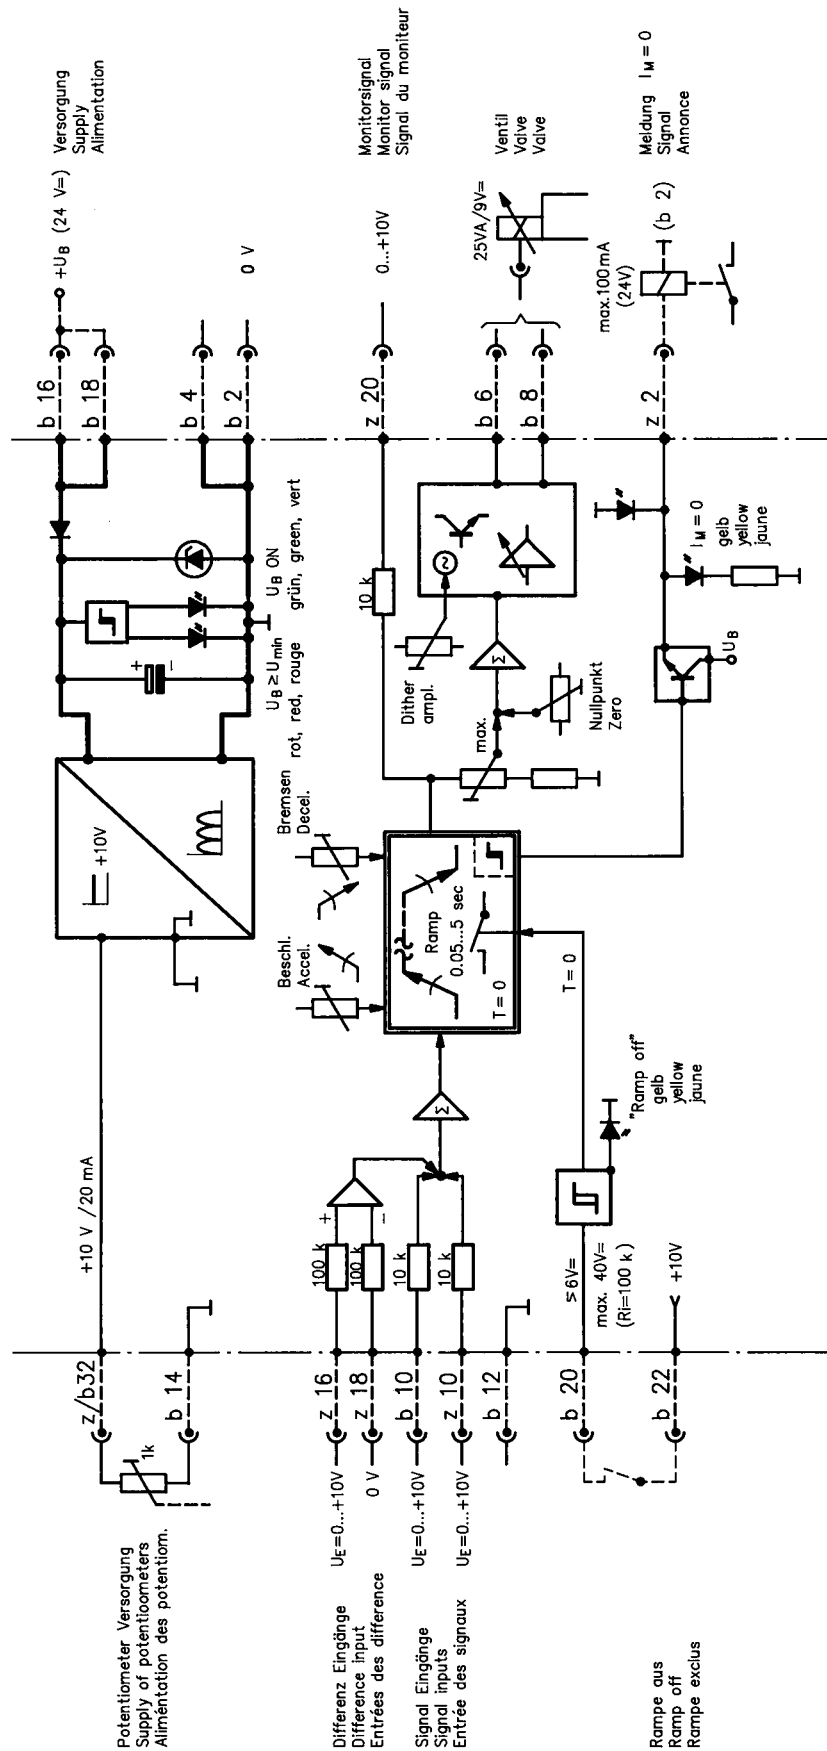 Potentiometer Versorgung
Supply of potentioometers
Aliméntation des potentiom.
1k
z/b32
b 14
+10 V /20 mA
+10V
+
−
UB≥Umin
rot, red, rouge
UB ON
grün, green, vert
b 16
b 18
b 4
b 2
+UB (24 V=)
0 V
Versorgung
Supply
Alimentation
Differenz Eingänge
Difference input
Entrées des difference
UE=0...+10V
0 V
z 16
z 18
100 k
100 k
+
−
Signal Eingänge
Signal inputs
Entrée des signaux
UE=0...+10V
UE=0...+10V
b 10
z 10
b 12
10 k
10 k
Σ
Beschl.
Accel.
Bremsen
Decel.
Ramp
0.05...5 sec
T=0
T=0
10 k
z 20
0...+10V
Monitorsignal
Monitor signal
Signal du moniteur
max.
Dither
ampl.
Σ
Nullpunkt
Zero
b 6
b 8
25VA/9V=
Ventil
Valve
Valve
Rampe aus
Ramp off
Rampe exclus
b 20
b 22
≤6V=
max. 40V=
(Ri=100 k)
+10V
"Ramp off"
gelb
yellow
jaune
UB
IM=0
gelb
yellow
jaune
z 2
max.100mA
(24V)
(b 2)
Meldung IM=0
Signal
Annance